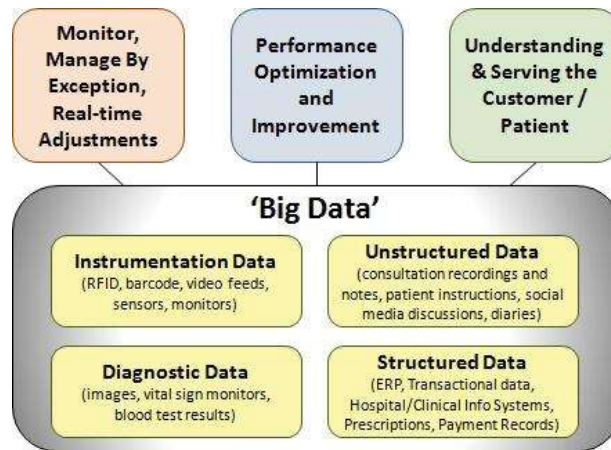 Monitor,
Manage By
Exception,
Real-time
Adjustments
Performance
Optimization
and
Improvement
Understanding
& Serving the
Customer /
Patient
'Big Data'
Instrumentation Data
(RFID, barcode, video feeds,
sensors, monitors)
Unstructured Data
(consultation recordings and
notes, patient instructions, social
media discussions, diaries)
Diagnostic Data
(images, vital sign monitors,
blood test results)
Structured Data
(ERP, Transactional data,
Hospital/Clinical Info Systems,
Prescriptions, Payment Records)